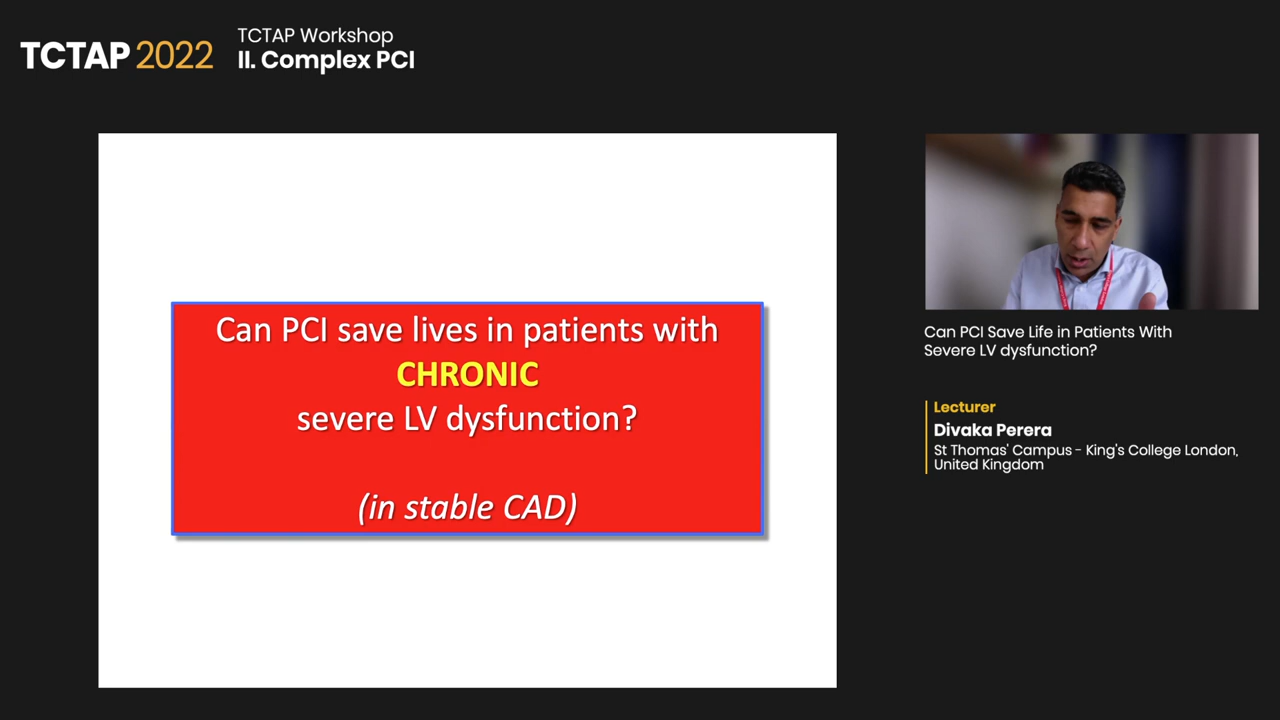 TCTAP 2022
TCTAP Workshop
II. Complex PCI
Can PCI save lives in patients with
CHRONIC
severe LV dysfunction?
(in stable CAD)
Can PCI Save Life in Patients With
Severe LV dysfunction?
Lecturer
Divaka Perera
St Thomas' Campus - King's College London,
United Kingdom